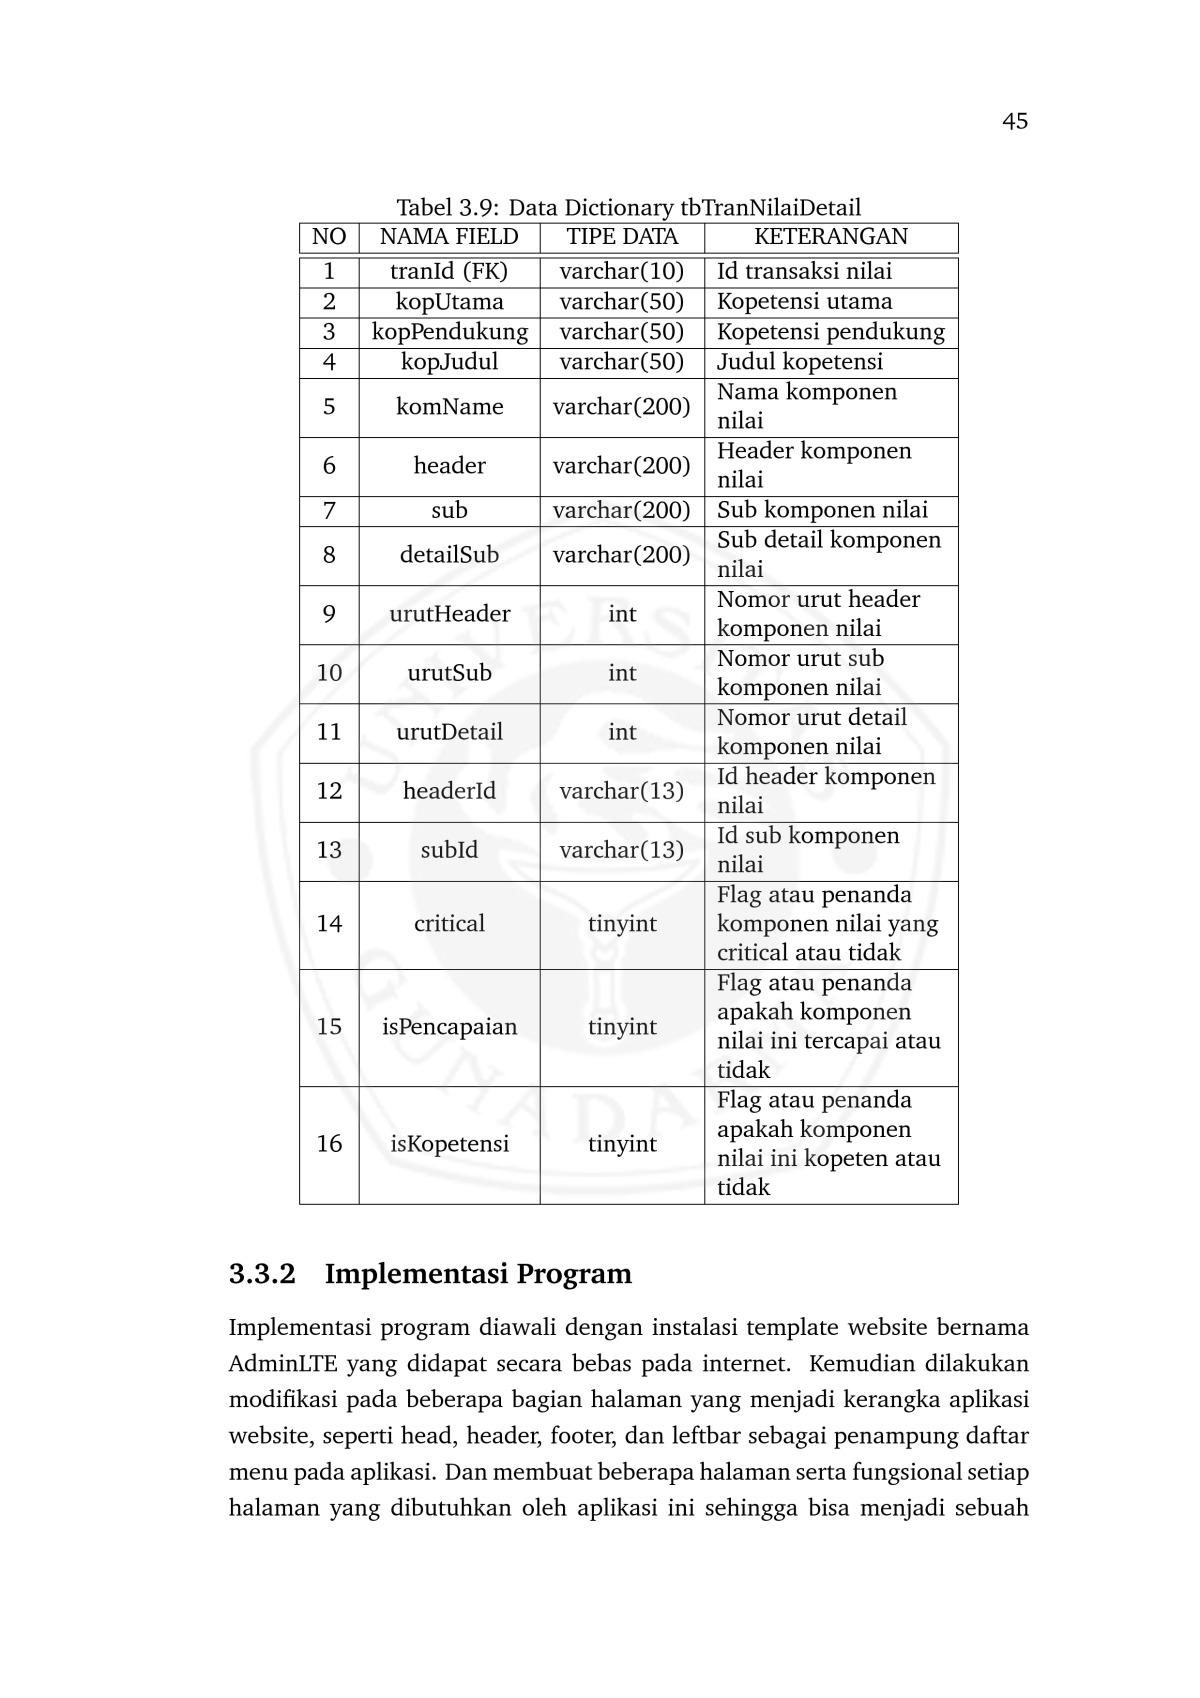 45
Tabel 3.9: Data Dictionary tbTranNilaiDetail
NO NAMA FIELD TIPE DATA KETERANGAN
1 tranId (FK) varchar(10) Id transaksi nilai
2 kopUtama varchar(50) Kopetensi utama
3 kopPendukung varchar(50) Kopetensi pendukung
4 kopJudul varchar(50) Judul kopetensi
5 komName varchar(200) Nama komponen
nilai
6 header varchar(200) Header komponen
nilai
7 sub varchar(200) Sub komponen nilai
8 detailSub varchar(200) Sub detail komponen
nilai
9 urutHeader int Nomor urut header
komponen nilai
10 urutSub int Nomor urut sub
komponen nilai
11 urutDetail int Nomor urut detail
komponen nilai
12 headerId varchar(13) Id header komponen
nilai
13 subId varchar(13) Id sub komponen
nilai
14 critical tinyint Flag atau penanda
komponen nilai yang
critical atau tidak
15 isPencapaian tinyint Flag atau penanda
apakah komponen
nilai ini tercapai atau
tidak
16 isKopetensi tinyint Flag atau penanda
apakah komponen
nilai ini kopeten atau
tidak
UNIVERSITAS
GUNADARMA
3.3.2 Implementasi Program
Implementasi program diawali dengan instalasi template website bernama
AdminLTE yang didapat secara bebas pada internet. Kemudian dilakukan
modifikasi pada beberapa bagian halaman yang menjadi kerangka aplikasi
website, seperti head, header, footer, dan leftbar sebagai penampung daftar
menu pada aplikasi. Dan membuat beberapa halaman serta fungsional setiap
halaman yang dibutuhkan oleh aplikasi ini sehingga bisa menjadi sebuah